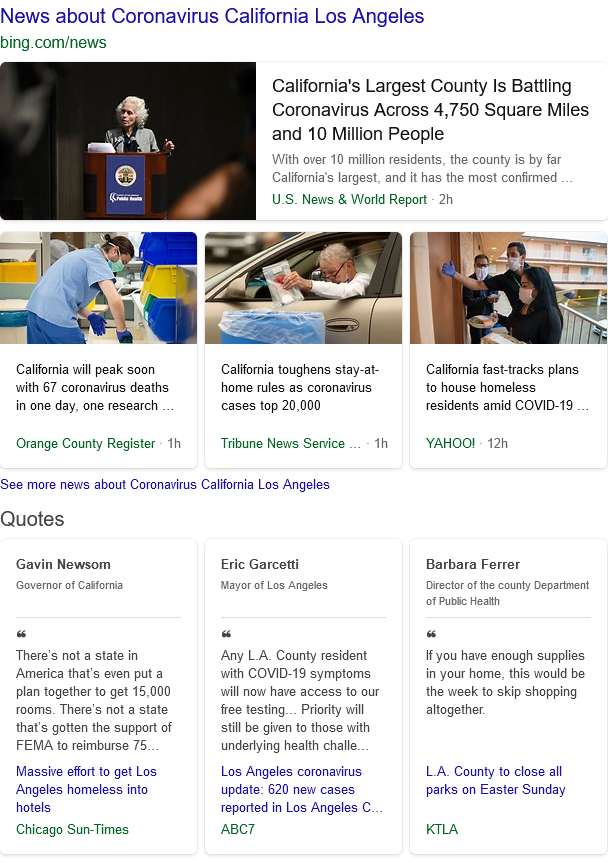 News about Coronavirus California Los Angeles
bing.com/news
California's Largest County Is Battling
Coronavirus Across 4,750 Square Miles
and 10 Million People
With over 10 million residents, the county is by far
California's largest, and it has the most confirmed ...
U.S. News & World Report · 2h
Public Health
California will peak soon
with 67 coronavirus deaths
in one day, one research ...
Orange County Register · 1h
California toughens stay-at-
home rules as coronavirus
cases top 20,000
Tribune News Service ... · 1h
California fast-tracks plans
to house homeless
residents amid COVID-19 ...
YAHOO! · 12h
See more news about Coronavirus California Los Angeles
Quotes
Gavin Newsom
Governor of California
❝
There's not a state in
America that's even put a
plan together to get 15,000
rooms. There's not a state
that's gotten the support of
FEMA to reimburse 75...
Massive effort to get Los
Angeles homeless into
hotels
Chicago Sun-Times
Eric Garcetti
Mayor of Los Angeles
❝
Any L.A. County resident
with COVID-19 symptoms
will now have access to our
free testing... Priority will
still be given to those with
underlying health challe...
Los Angeles coronavirus
update: 620 new cases
reported in Los Angeles C...
ABC7
Barbara Ferrer
Director of the county Department
of Public Health
❝
If you have enough supplies
in your home, this would be
the week to skip shopping
altogether.
L.A. County to close all
parks on Easter Sunday
KTLA